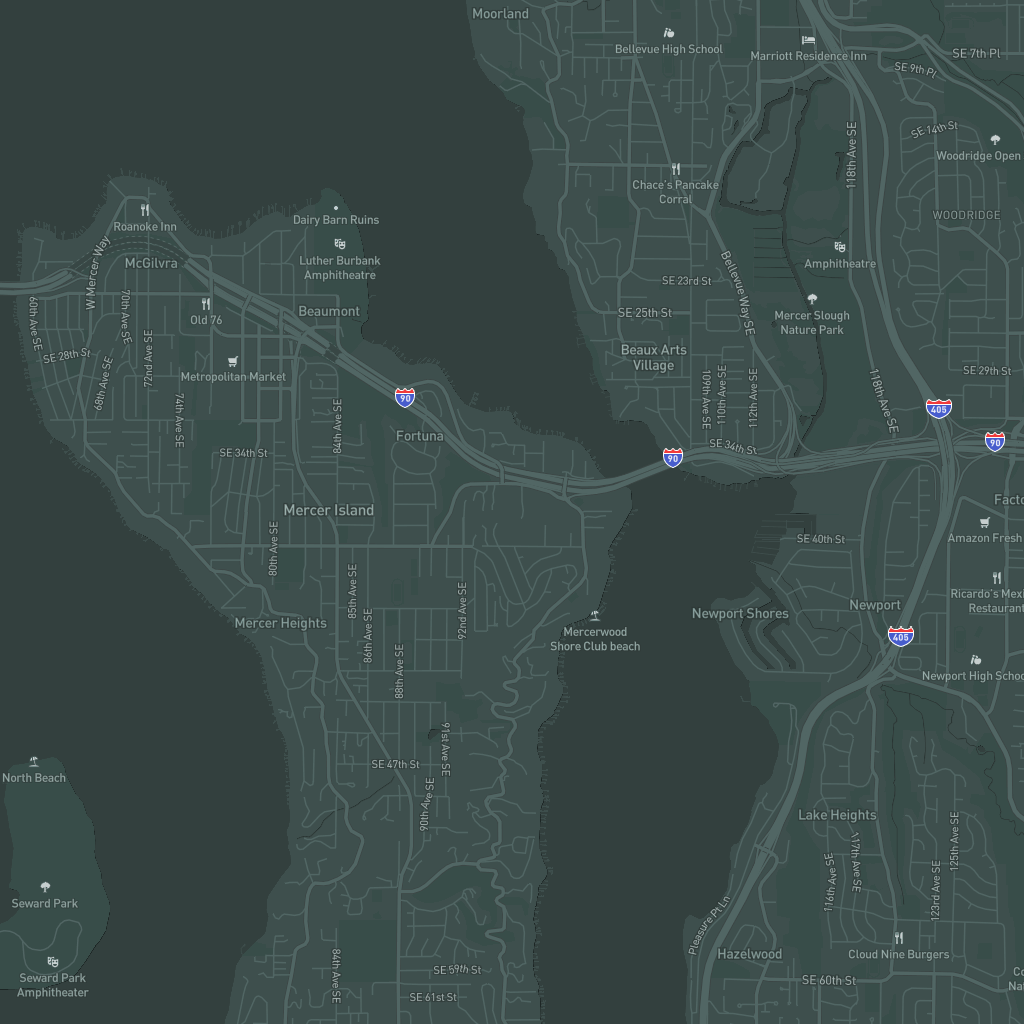 Moorland
Bellevue High School
Marriott Residence Inn
SE 7th Pl
SE 9th Pl
SE 14th St
118th Ave SE
Woodridge Open
Chace's Pancake
Corral
Roanoke Inn
Dairy Barn Ruins
WOODRIDGE
W Mercer Way
McGilvra
Luther Burbank
Amphitheatre
Bellevue Way SE
Amphitheatre
SE 23rd St
60th Ave SE
70th Ave SE
Old 76
Beaumont
SE 25th St
Mercer Slough
Nature Park
SE 28th St
72nd Ave SE
68th Ave SE
Metropolitan Market
Beaux Arts
Village
109th Ave SE
110th Ave SE
112th Ave SE
SE 29th St
118th Ave SE
74th Ave SE
84th Ave SE
90
405
Fortuna
SE 34th St
90
SE 34th St
90
Mercer Island
Facto
80th Ave SE
SE 40th St
Amazon Fresh
85th Ave SE
86th Ave SE
92nd Ave SE
Ricardo's Mexi
Restaurant
Mercer Heights
Mercerwood
Shore Club beach
Newport Shores
Newport
405
88th Ave SE
Newport High School
91st Ave SE
SE 47th St
North Beach
90th Ave SE
Lake Heights
116th Ave SE
117th Ave SE
125th Ave SE
123rd Ave SE
Seward Park
Pleasure Pt Ln
Hazelwood
Cloud Nine Burgers
Seward Park
Amphitheater
84th Ave SE
SE 59th St
SE 60th St
SE 61st St
Co
Nat